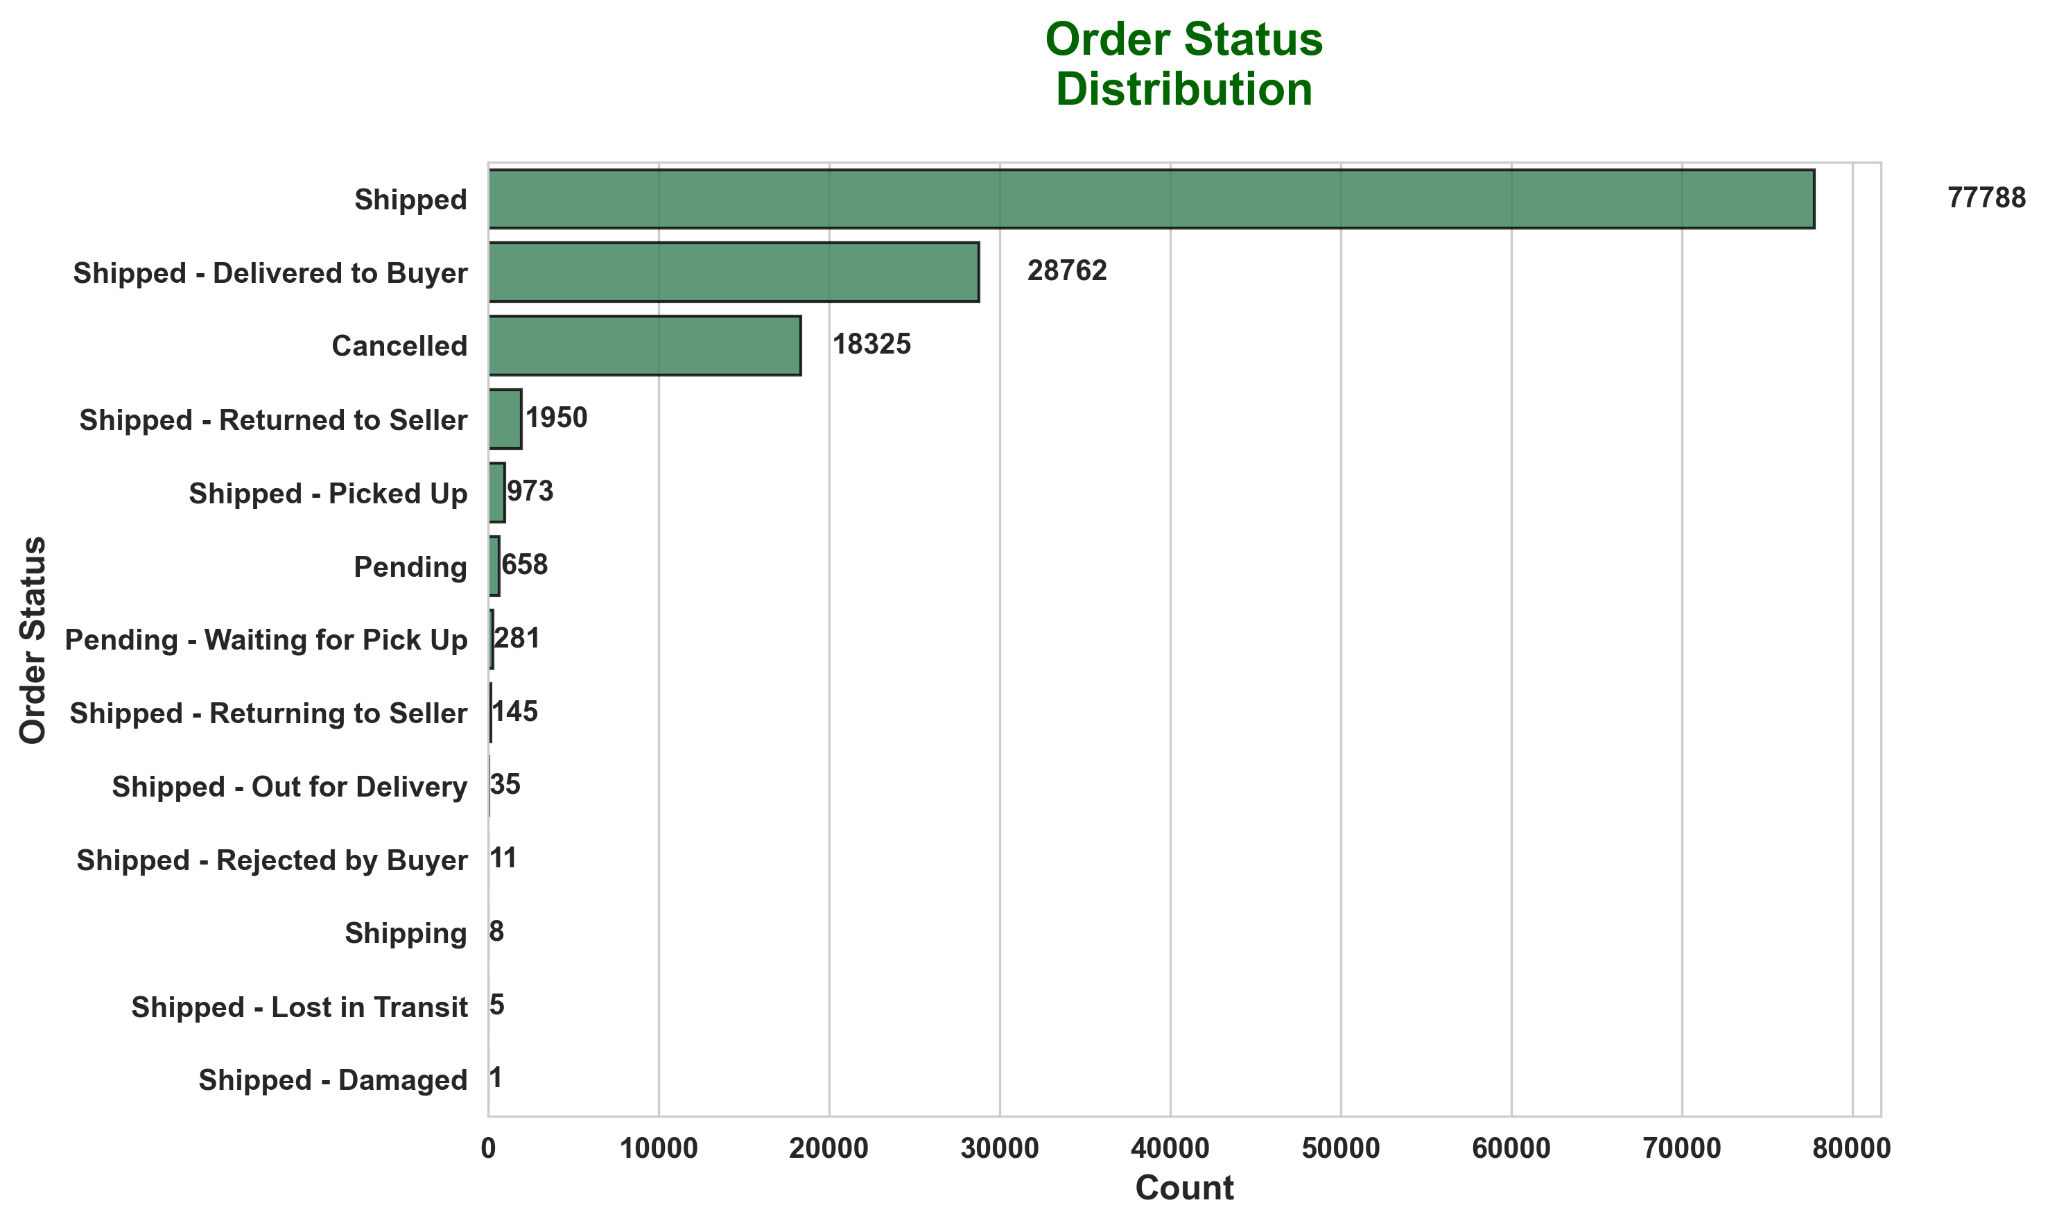 Order Status
Distribution
Shipped
77788
Shipped - Delivered to Buyer
28762
Cancelled
18325
Shipped - Returned to Seller
1950
Shipped - Picked Up
973
Pending
658
Pending - Waiting for Pick Up
281
Shipped - Returning to Seller
145
Shipped - Out for Delivery
35
Shipped - Rejected by Buyer
11
Shipping
8
Shipped - Lost in Transit
5
Shipped - Damaged
1
Order Status
0 10000 20000 30000 40000 50000 60000 70000 80000
Count